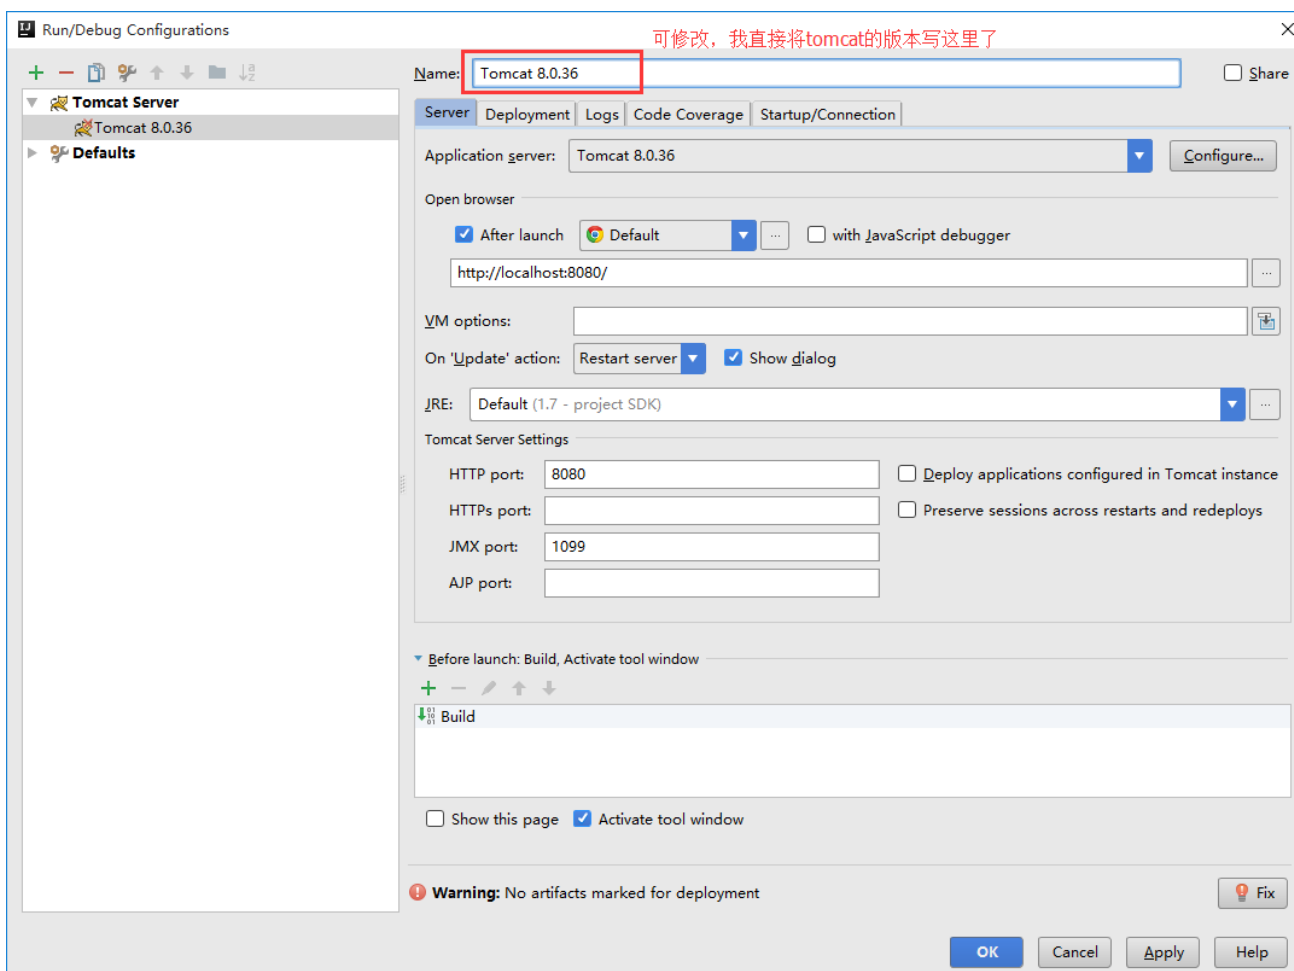 Run/Debug Configurations
可修改，我直接将tomcat的版本写这里了
Name: Tomcat 8.0.36
Share
Tomcat Server
Tomcat 8.0.36
Defaults
Server Deployment Logs Code Coverage Startup/Connection
Application server: Tomcat 8.0.36 Configure...
Open browser
After launch Default ... with JavaScript debugger
http://localhost:8080/ ...
VM options:
On 'Update' action: Restart server Show dialog
JRE: Default (1.7 - project SDK) ...
Tomcat Server Settings
HTTP port: 8080 Deploy applications configured in Tomcat instance
HTTPs port: Preserve sessions across restarts and redeploys
JMX port: 1099
AJP port:
Before launch: Build, Activate tool window
Build
Show this page Activate tool window
Warning: No artifacts marked for deployment Fix
OK Cancel Apply Help